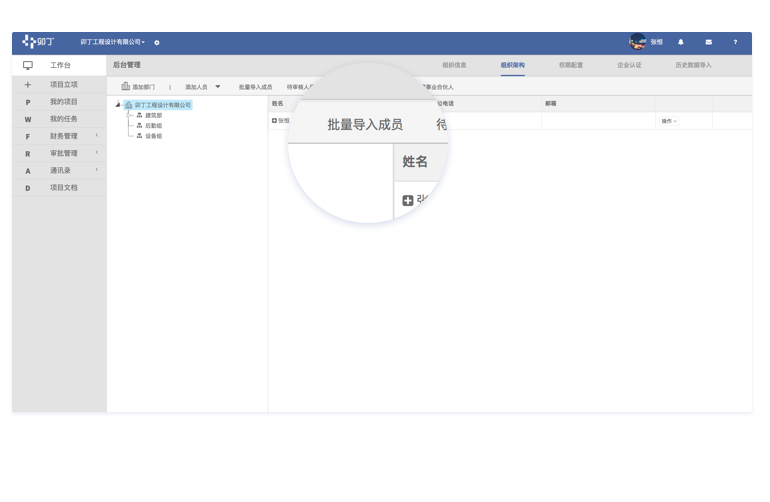 卯丁 卯丁工程设计有限公司 张恒 ?
工作台 后台管理 组织信息 组织架构 权限配置 企业认证 历史数据导入
项目立项 添加部门 | 添加人员 批量导入成员 待审核人 事业合伙人
P 我的项目 卯丁工程设计有限公司 姓名 电话 邮箱
W 我的任务 建筑部 张恒 操作
F 财务管理 后勤组
R 审批管理 设备组
A 通讯录
D 项目文档
批量导入成员 待
姓名